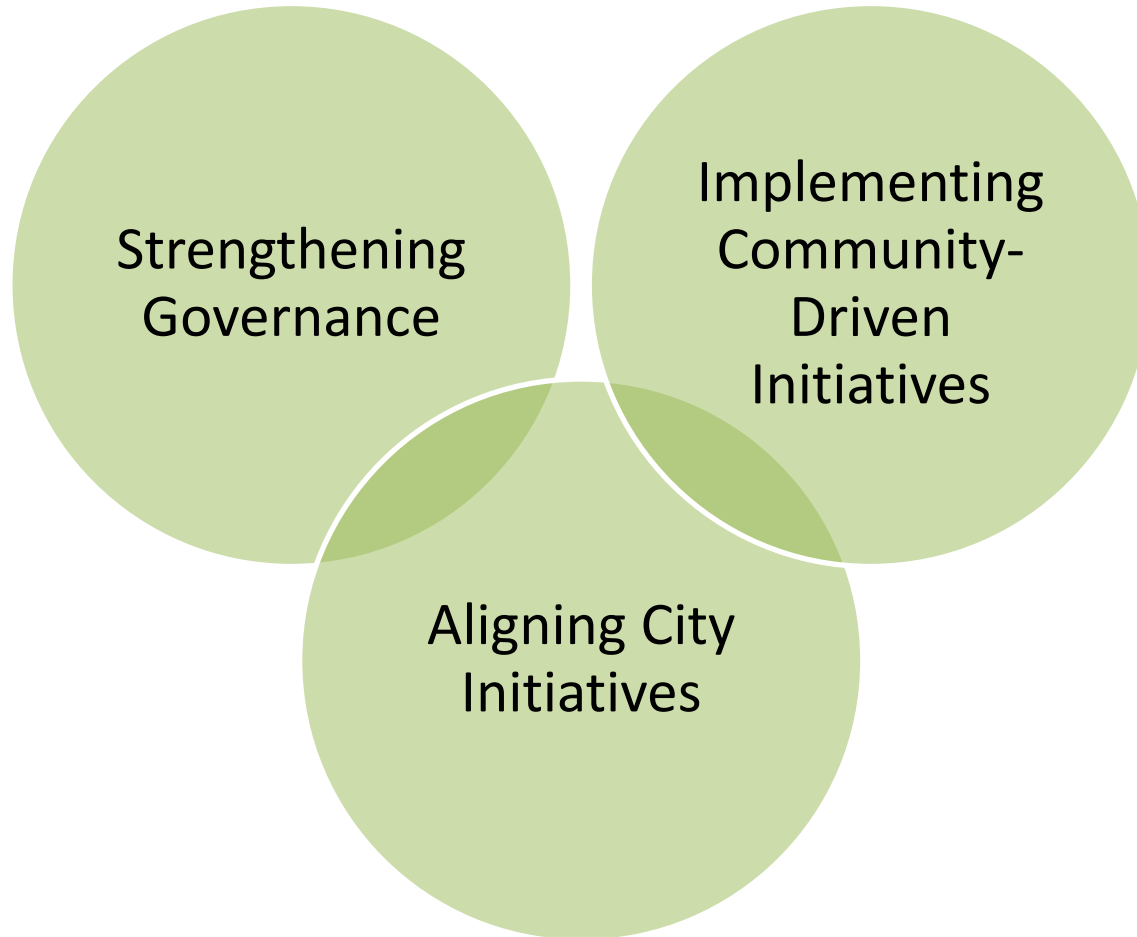 Strengthening
Governance
Implementing
Community-
Driven
Initiatives
Aligning City
Initiatives